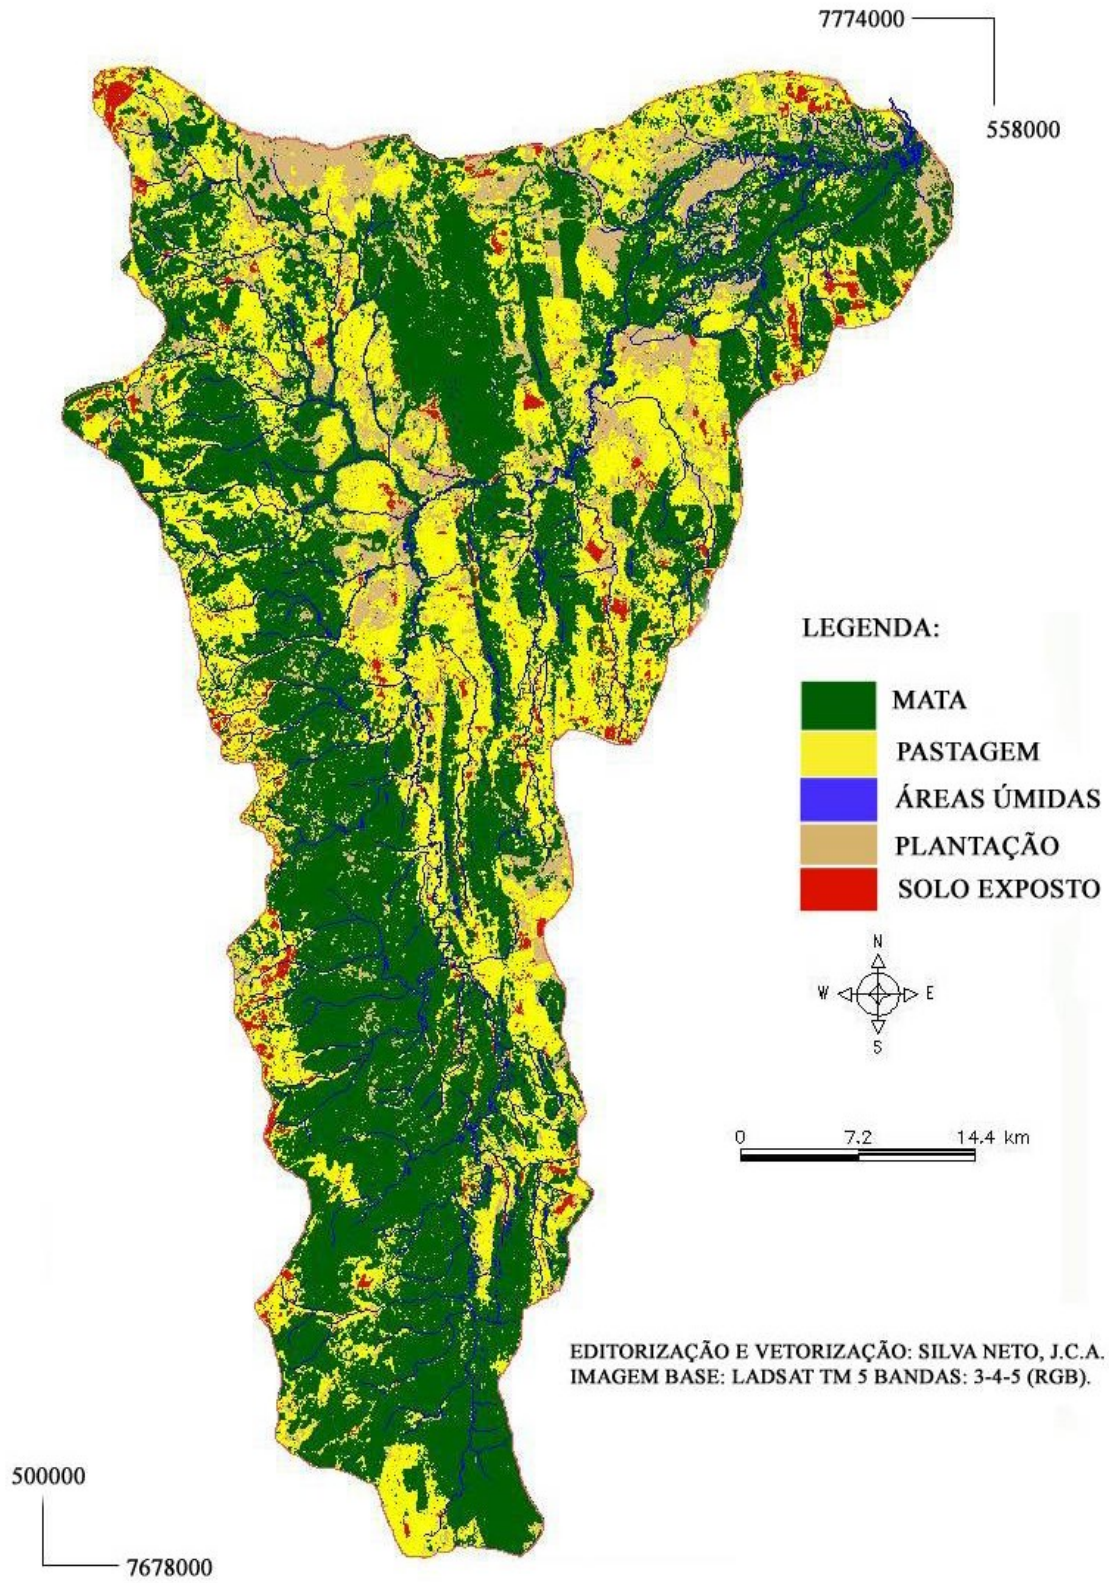 7774000
558000
LEGENDA:
MATA
PASTAGEM
ÁREAS ÚMIDAS
PLANTAÇÃO
SOLO EXPOSTO
N
W E
S
0 7.2 14.4 km
EDITORIZAÇÃO E VETORIZAÇÃO: SILVA NETO, J.C.A.
IMAGEM BASE: LADSAT TM 5 BANDAS: 3-4-5 (RGB).
500000
7678000